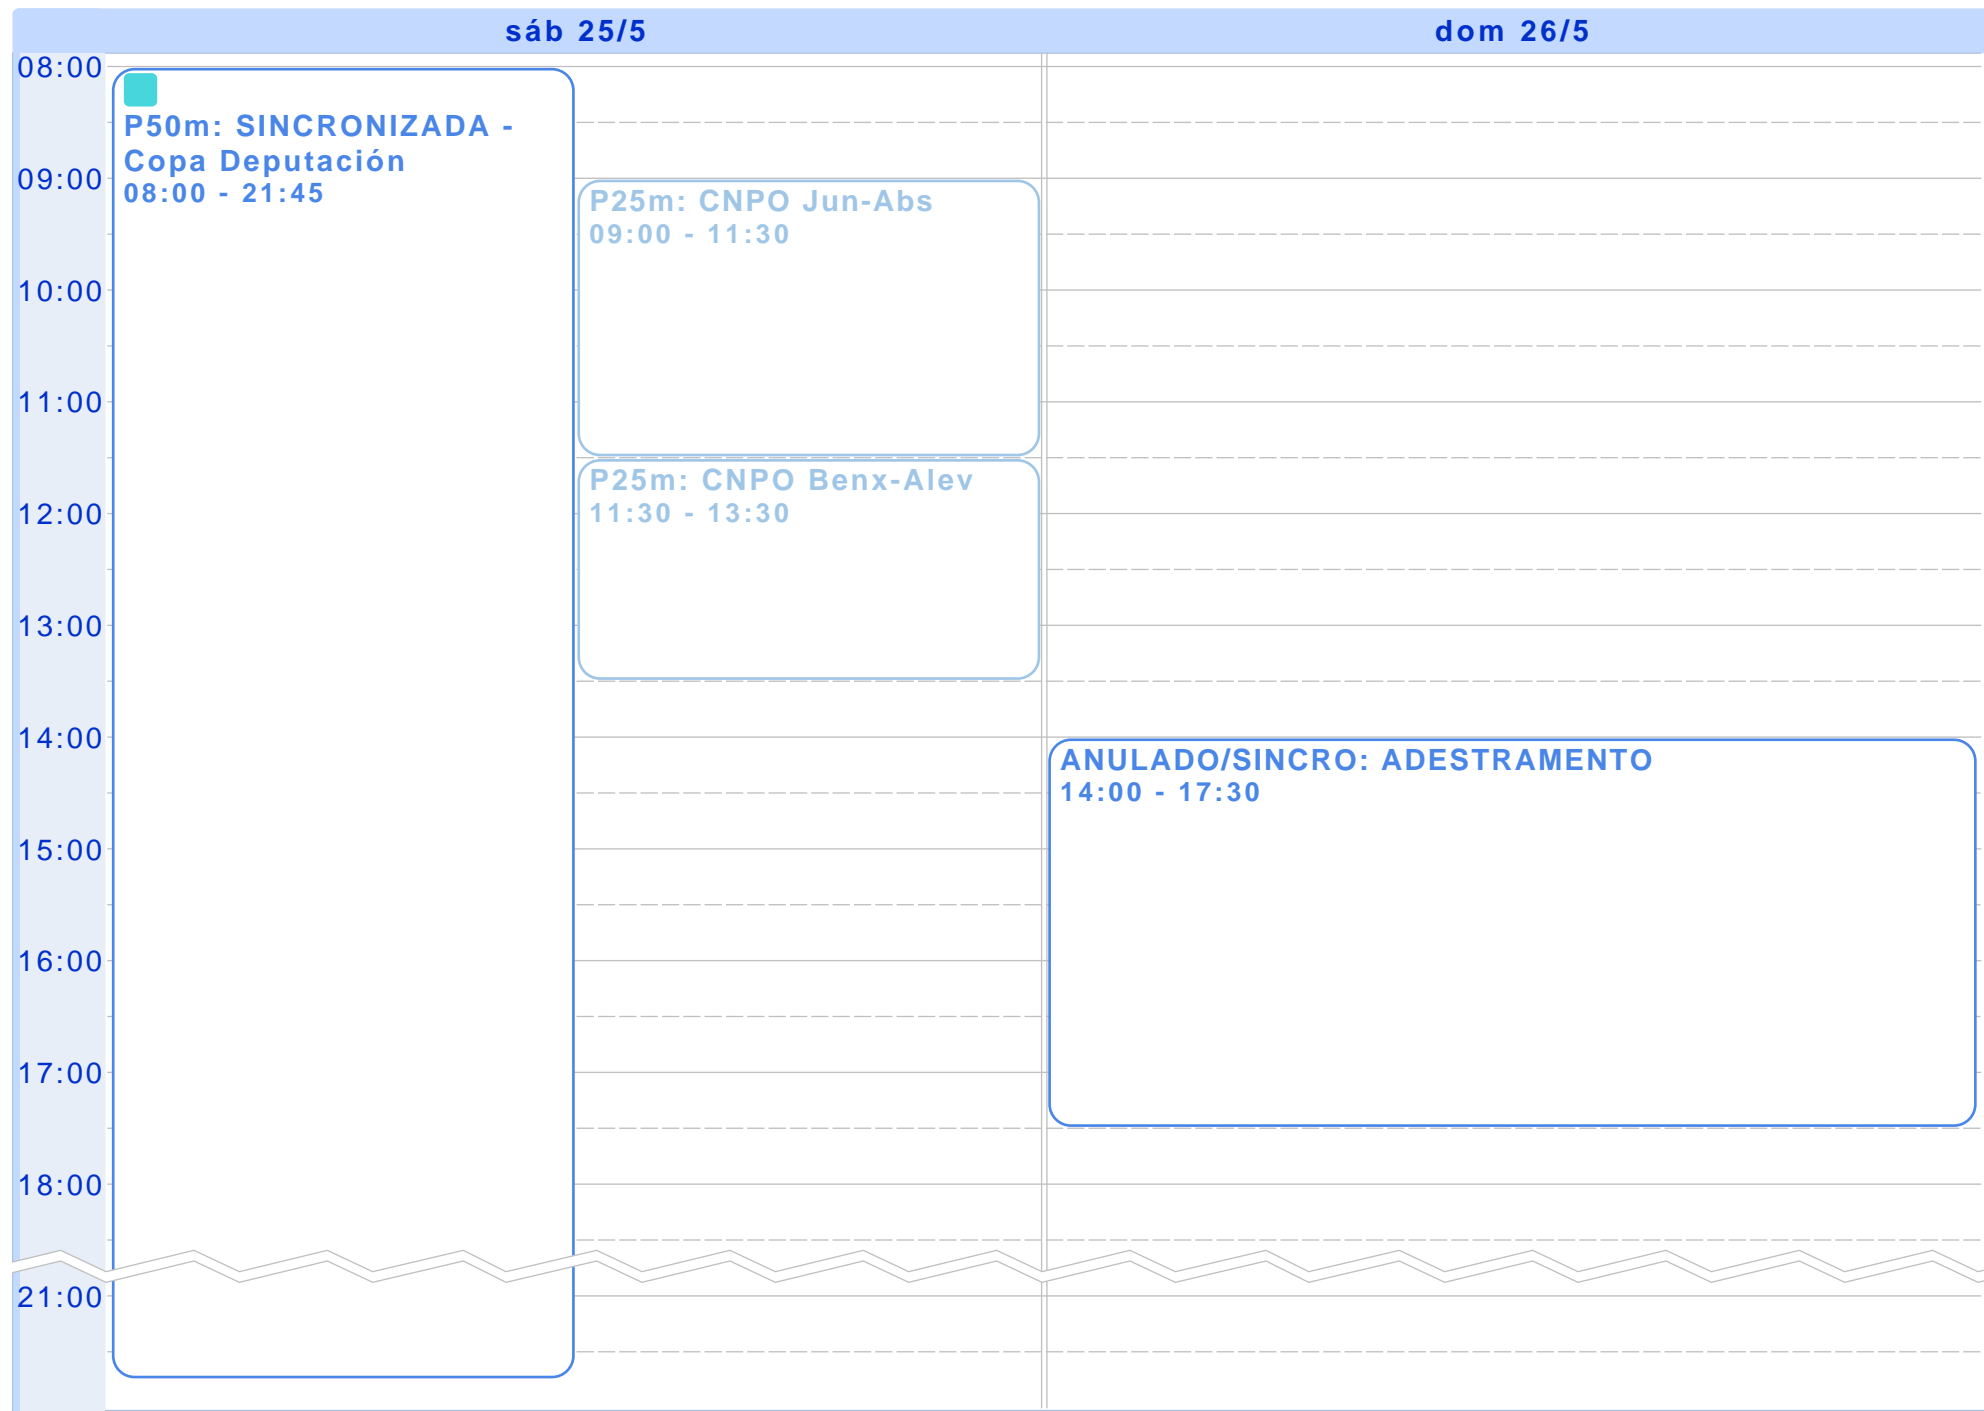 sáb 25/5
dom 26/5
08:00
09:00
10:00
11:00
12:00
13:00
14:00
15:00
16:00
17:00
18:00
21:00
P50m: SINCRONIZADA -
Copa Deputación
08:00 - 21:45
P25m: CNPO Jun-Abs
09:00 - 11:30
P25m: CNPO Benx-Alev
11:30 - 13:30
ANULADO/SINCRO: ADESTRAMENTO
14:00 - 17:30